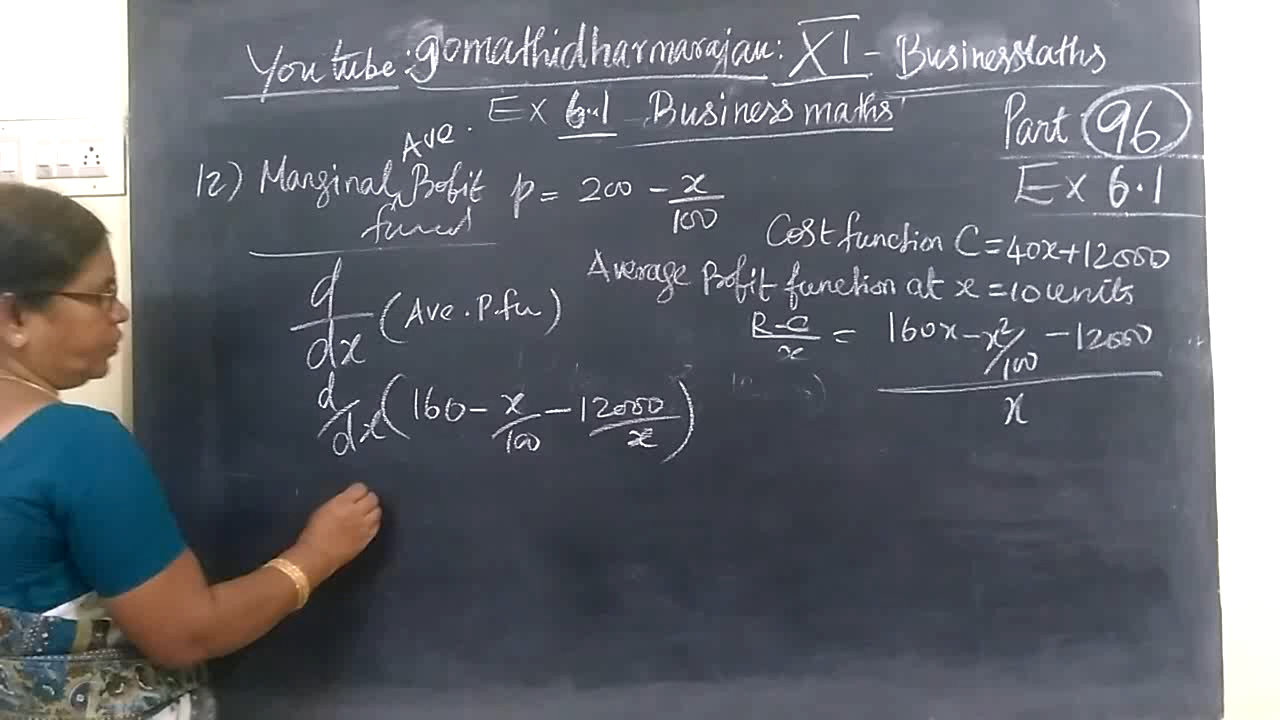 You tube: gomathidharmarajan: XI - Business Maths
Ex 6.1 Business maths
Part 96
Ex 6.1
Ave.
12) Marginal Profit p = 200 - x/100
funct
Cost function C = 40x + 12000
Average Profit function at x = 10 units
d/dx (Ave. P. fu)
R-C/x = 160x - x²/100 - 12000 / x
d/dx (160 - x/100 - 12000/x)